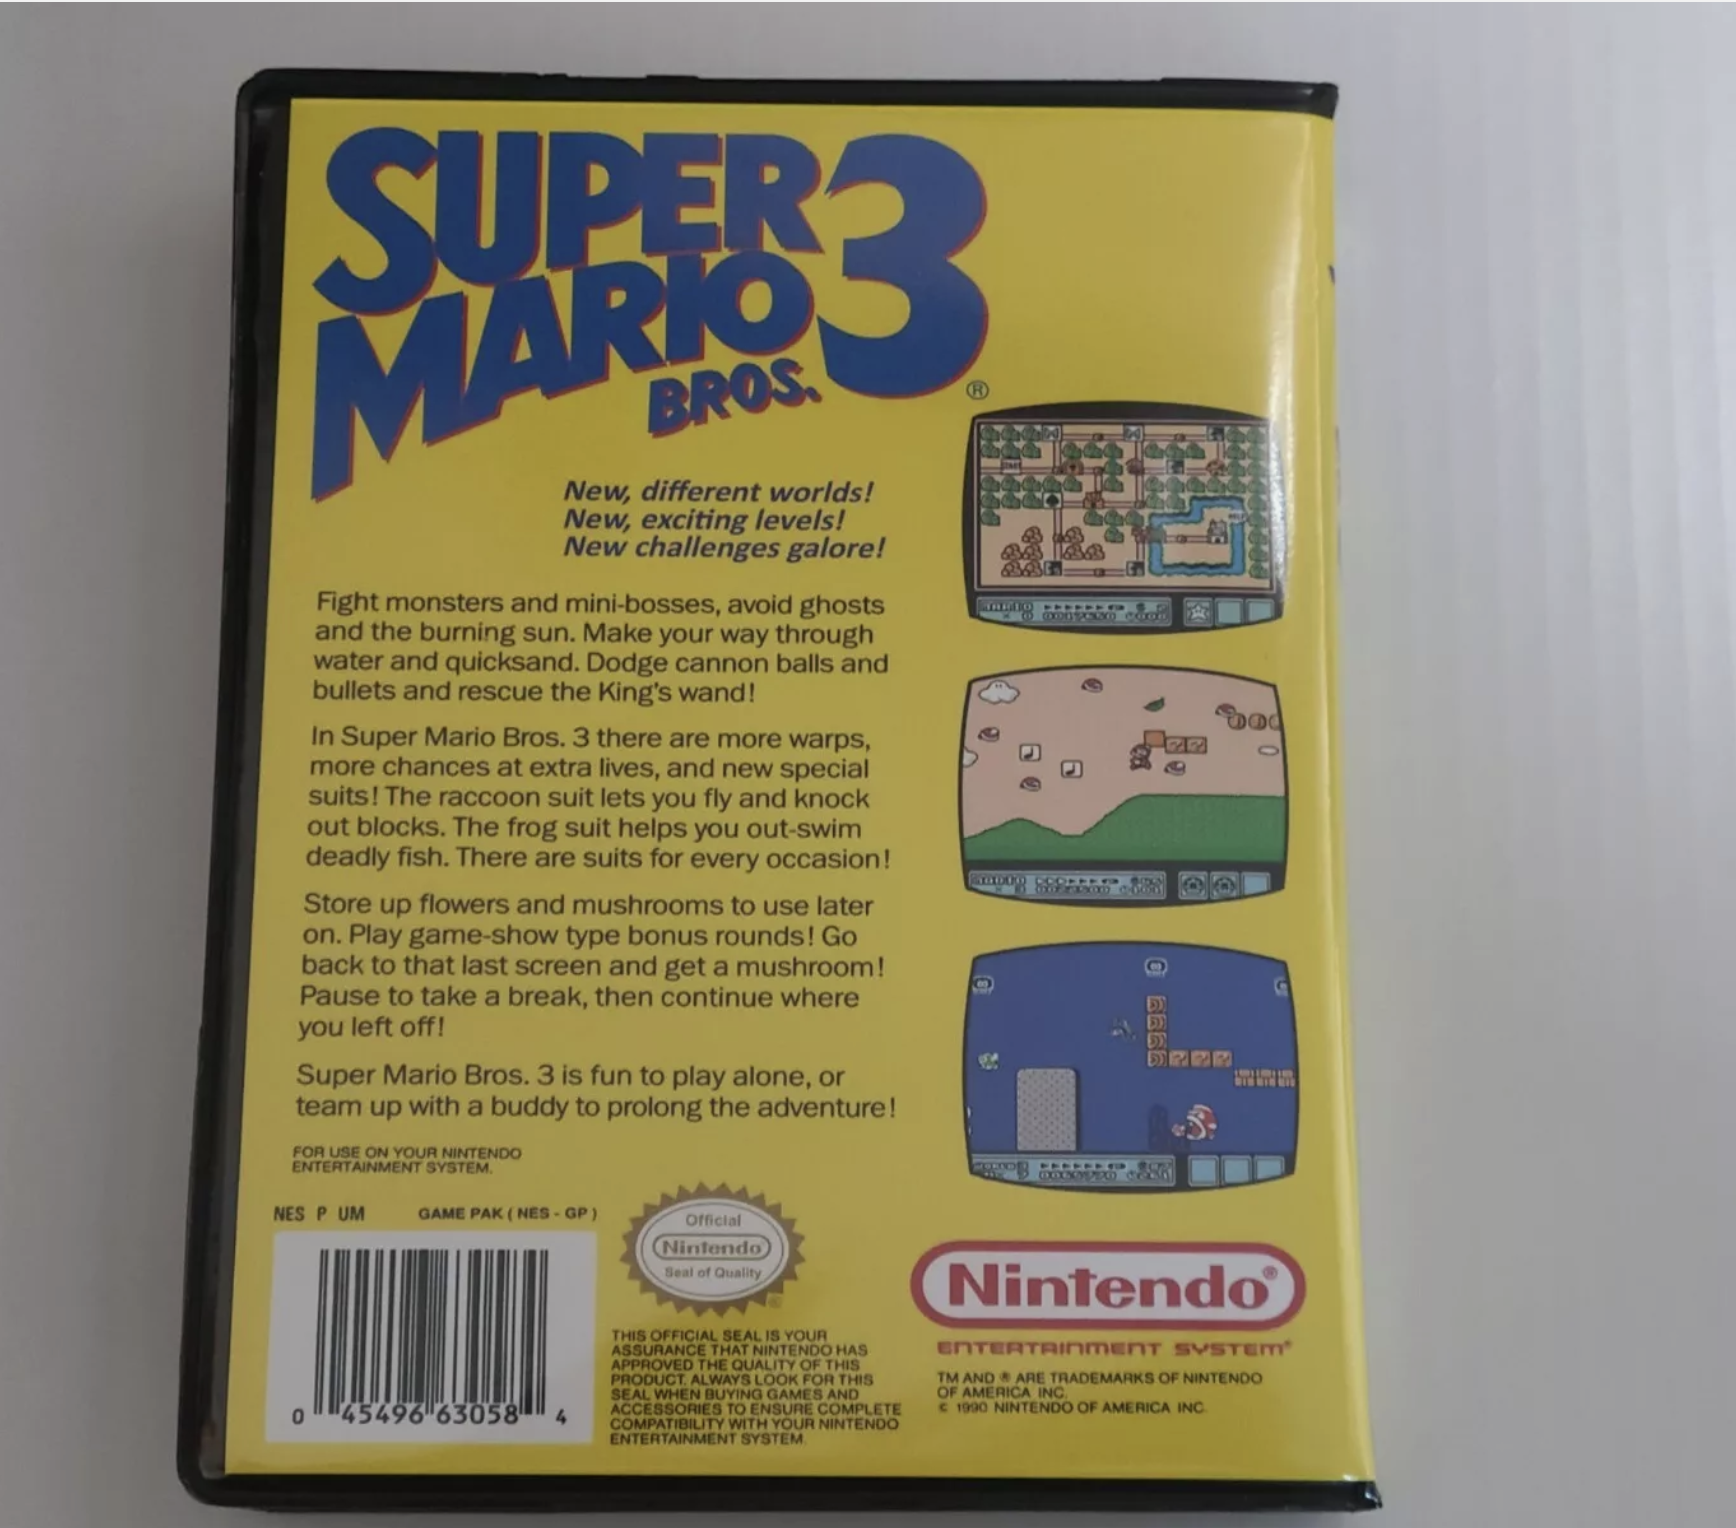 SUPER
MARIO
BROS. 3 ®
New, different worlds!
New, exciting levels!
New challenges galore!
Fight monsters and mini-bosses, avoid ghosts
and the burning sun. Make your way through
water and quicksand. Dodge cannon balls and
bullets and rescue the King's wand!
In Super Mario Bros. 3 there are more warps,
more chances at extra lives, and new special
suits! The raccoon suit lets you fly and knock
out blocks. The frog suit helps you out-swim
deadly fish. There are suits for every occasion!
Store up flowers and mushrooms to use later
on. Play game-show type bonus rounds! Go
back to that last screen and get a mushroom!
Pause to take a break, then continue where
you left off!
Super Mario Bros. 3 is fun to play alone, or
team up with a buddy to prolong the adventure!
FOR USE ON YOUR NINTENDO
ENTERTAINMENT SYSTEM.
NES P UM GAME PAK ( NES - GP )
0 45496 63058 4
Official
Nintendo
Seal of Quality
®
THIS OFFICIAL SEAL IS YOUR
ASSURANCE THAT NINTENDO HAS
APPROVED THE QUALITY OF THIS
PRODUCT. ALWAYS LOOK FOR THIS
SEAL WHEN BUYING GAMES AND
ACCESSORIES TO ENSURE COMPLETE
COMPATIBILITY WITH YOUR NINTENDO
ENTERTAINMENT SYSTEM.
Nintendo®
ENTERTAINMENT SYSTEM®
TM AND ® ARE TRADEMARKS OF NINTENDO
OF AMERICA INC.
© 1990 NINTENDO OF AMERICA INC.